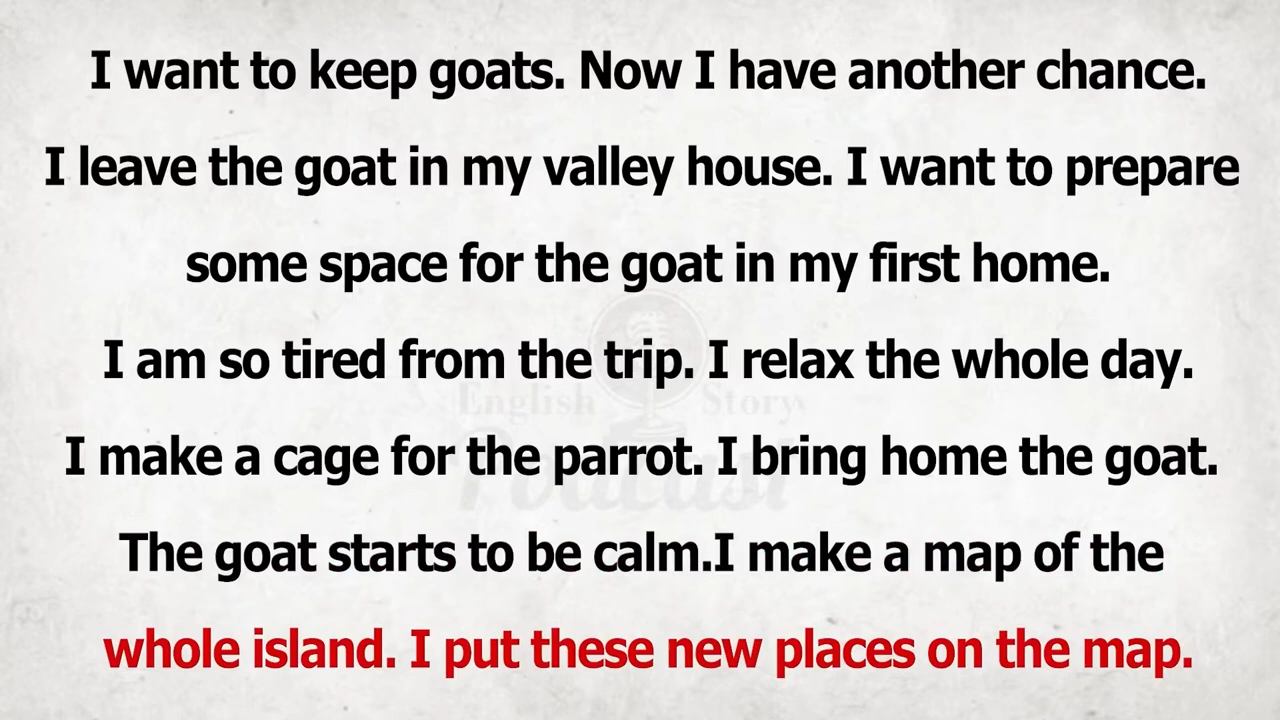 I want to keep goats. Now I have another chance.
I leave the goat in my valley house. I want to prepare
some space for the goat in my first home.
I am so tired from the trip. I relax the whole day.
English Story
I make a cage for the parrot. I bring home the goat.
Podcast
The goat starts to be calm.I make a map of the
whole island. I put these new places on the map.